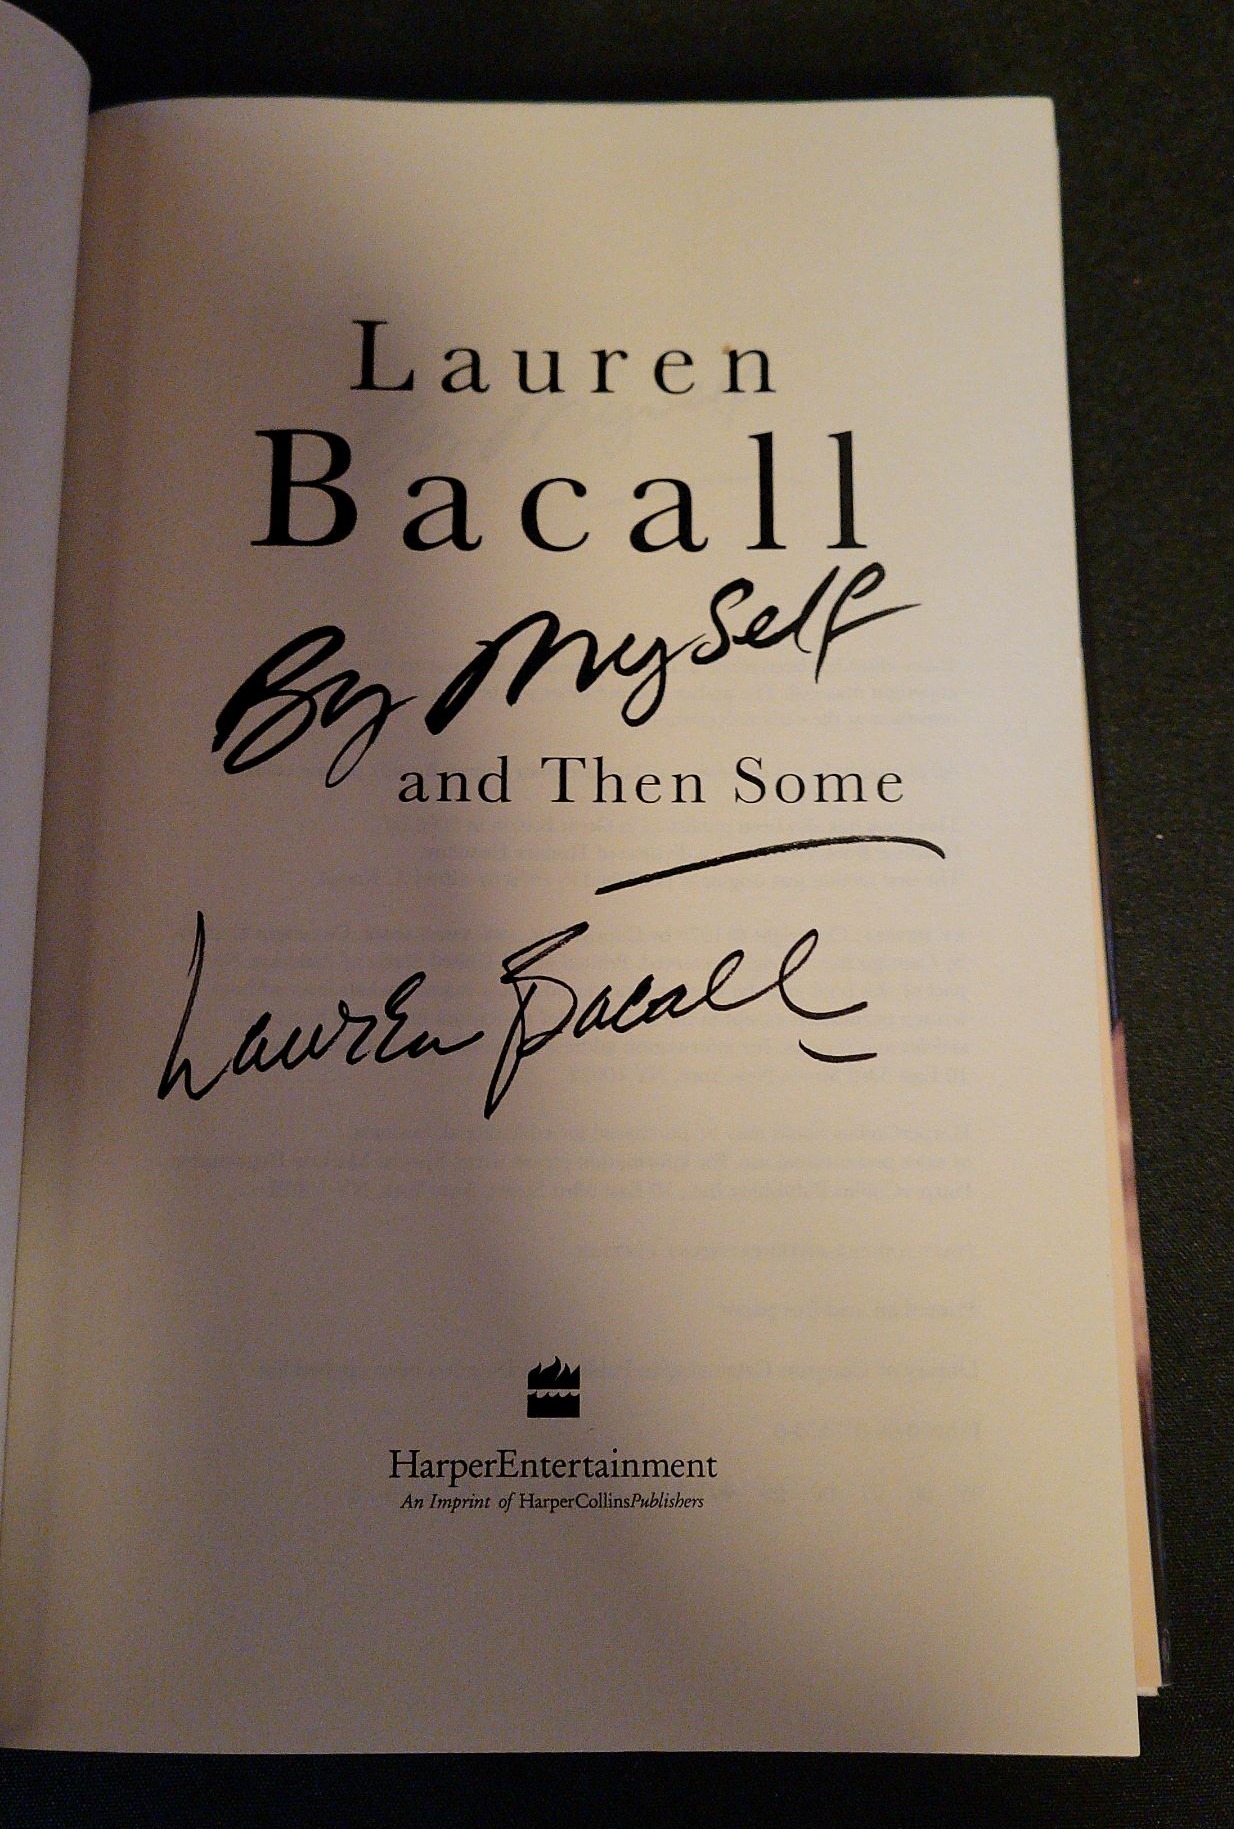 Lauren
Bacall
By Myself
and Then Some
Lauren Bacall
HarperEntertainment
An Imprint of HarperCollinsPublishers